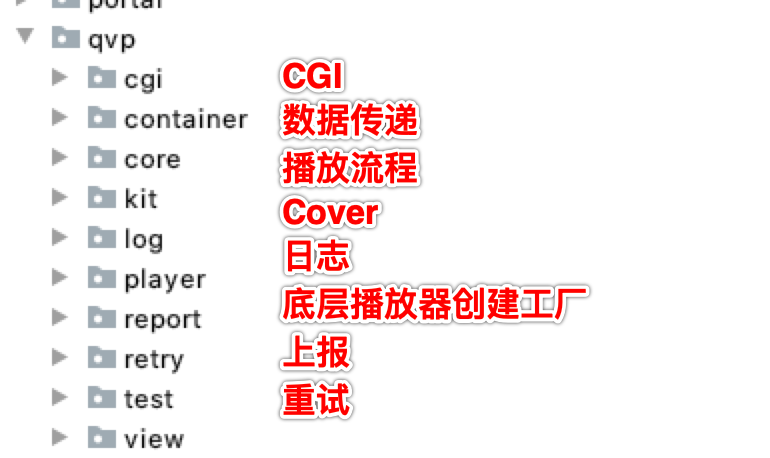 portal
qvp
cgi CGI
container 数据传递
core 播放流程
kit Cover
log 日志
player 底层播放器创建工厂
report 上报
retry 重试
test
view